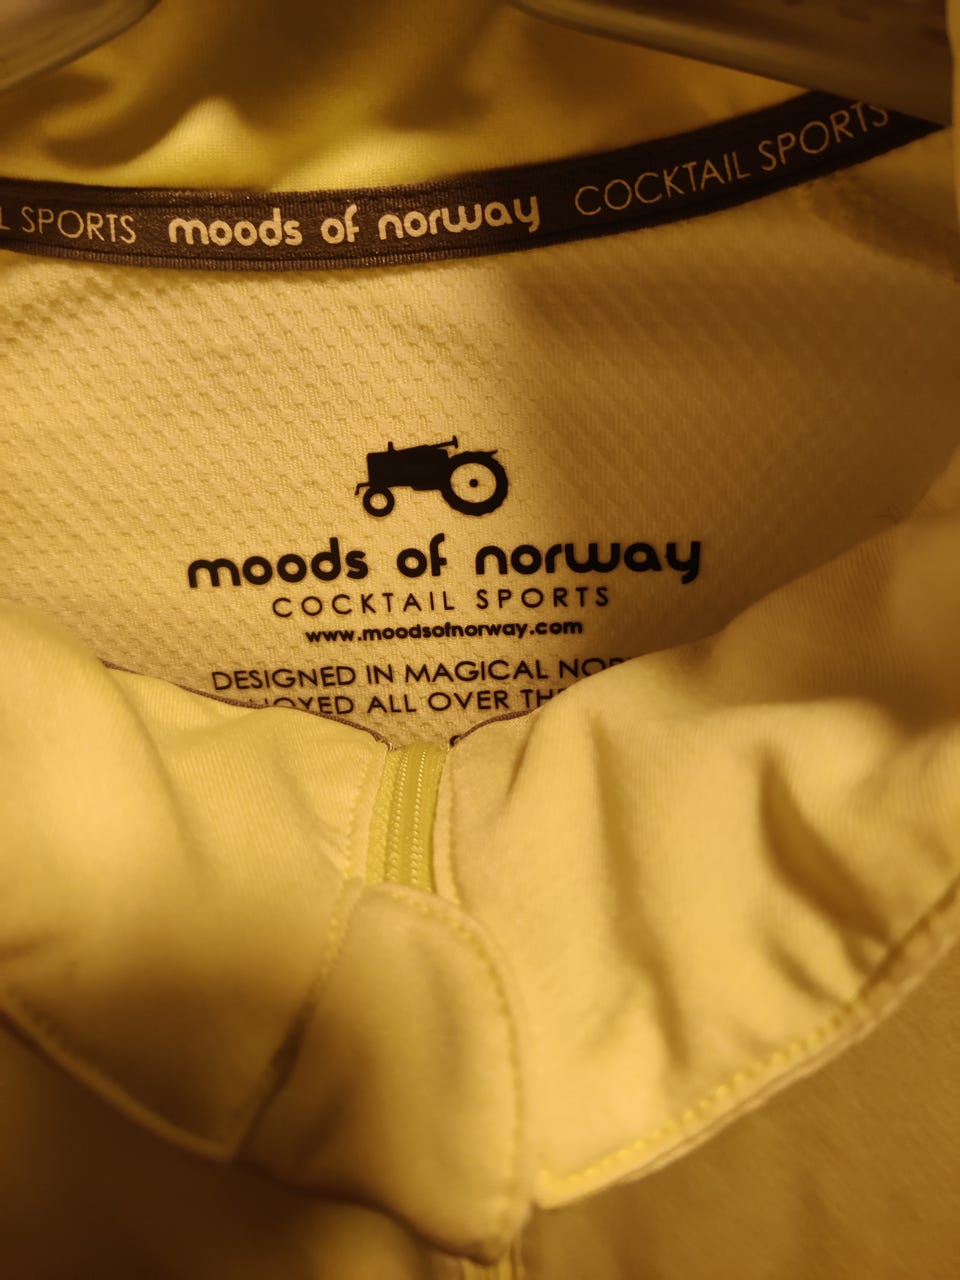 SPORTS moods of norway COCKTAIL SPORTS
moods of norway
COCKTAIL SPORTS
www.moodsofnorway.com
DESIGNED IN MAGICAL
ALL OVER